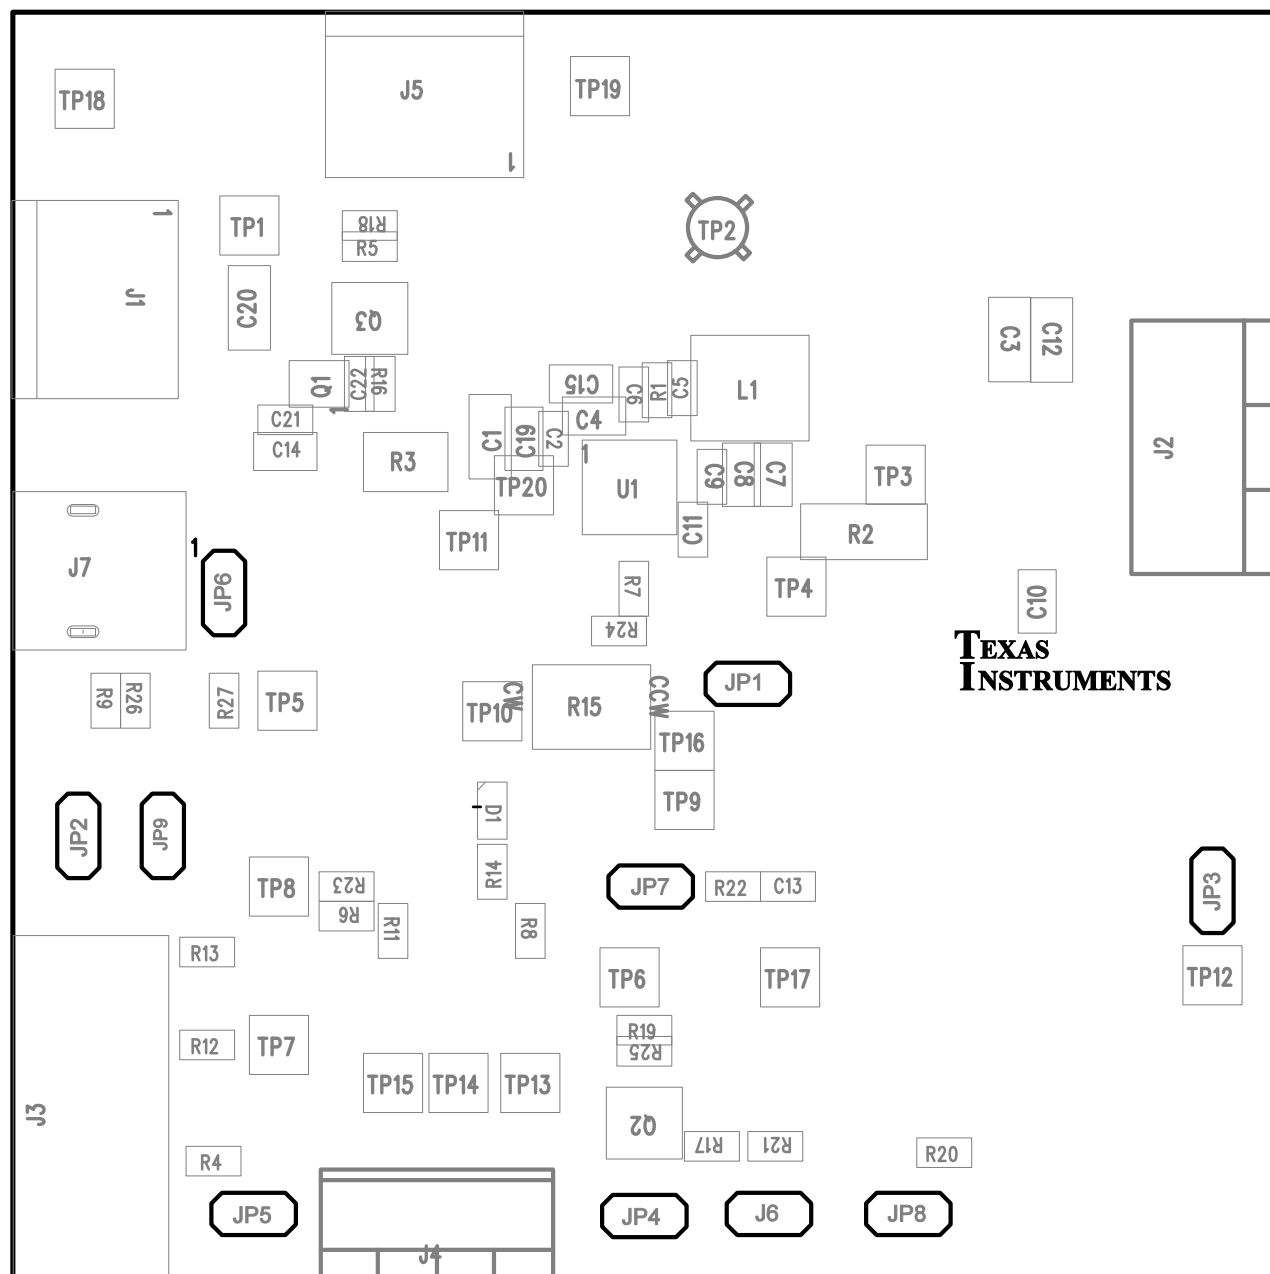 J5
TP18
TP19
1
1
TP1
R18
TP2
R5
J1
C20
Q3
C3
C12
Q1
C22
R16
C15
C6
R1
C5
L1
1
C21
C4
C1
C19
C2
C14
R3
1
J2
C9
C8
C7
TP3
TP20
U1
C11
R2
TP11
1
J7
JP6
R7
TP4
C10
R24
TEXAS
INSTRUMENTS
R9
R26
R27
TP5
TP10
CW
R15
CCW
JP1
TP16
TP9
D1
JP2
JP9
R14
TP8
R23
JP7
R22
C13
JP3
R6
R11
R8
R13
TP6
TP17
TP12
R19
R12
TP7
R25
TP15
TP14
TP13
J3
Q2
R17
R21
R4
R20
JP5
JP4
J6
JP8
J4